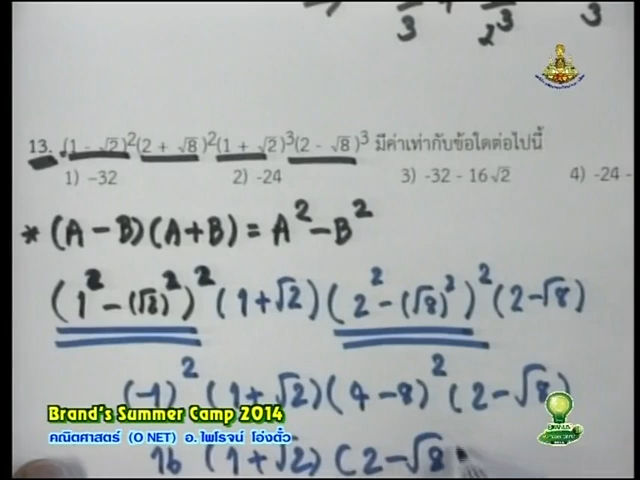 3 + 2³ 3
13. (1 - √2)²(2 + √8)²(1 + √2)³(2 - √8)³ มีค่าเท่ากับข้อใดต่อไปนี้
1) -32 2) -24 3) -32 - 16√2 4) -24 -
* (A - B)(A + B) = A² - B²
(1² - (√2)²)² (1+√2) (2² - (√8)²)² (2-√8)
(-1)² (1+√2)(4-8)² (2-√8)
16 (1+√2) (2-√8
Brand's Summer Camp 2014
คณิตศาสตร์ (O NET) อ.ไพโรจน์ โอ่งตั๋ว